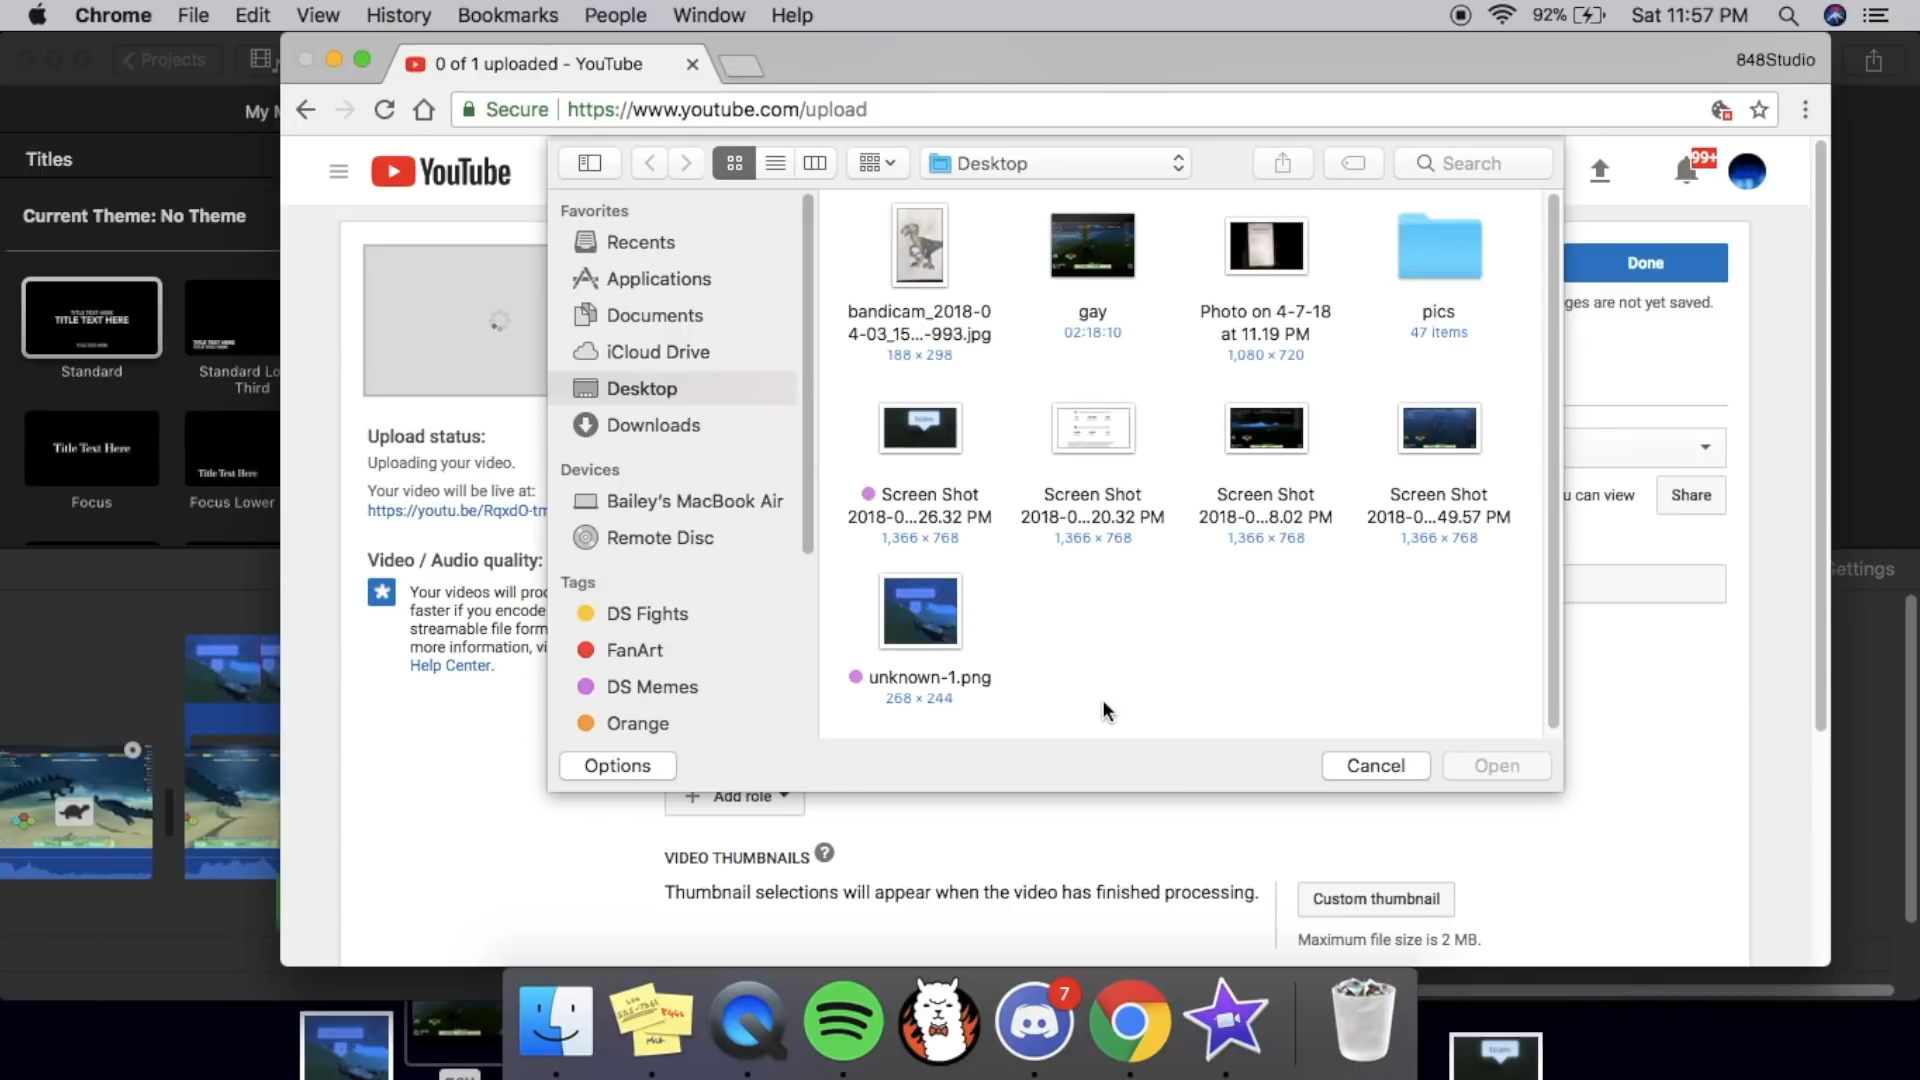 Chrome File Edit View History Bookmarks People Window Help
92% Sat 11:57 PM
Projects
0 of 1 uploaded - YouTube
848Studio
My M
Secure https://www.youtube.com/upload
Titles
YouTube
Desktop
Search
99+
Current Theme: No Theme
TITLE TEXT HERE
Standard
Standard Lo
Third
Title Text Here
Title Text Here
Focus
Focus Lower
Upload status:
Uploading your video.
Your video will be live at:
https://youtu.be/RqxdO-tm
Video / Audio quality:
Your videos will proc
faster if you encode
streamable file form
more information, vi
Help Center.
Favorites
Recents
Applications
Documents
iCloud Drive
Desktop
Downloads
Devices
Bailey's MacBook Air
Remote Disc
Tags
DS Fights
FanArt
DS Memes
Orange
bandicam_2018-0
4-03_15...-993.jpg
188 × 298
gay
02:18:10
Photo on 4-7-18
at 11.19 PM
1,080 × 720
pics
47 items
Screen Shot
2018-0...26.32 PM
1,366 × 768
Screen Shot
2018-0...20.32 PM
1,366 × 768
Screen Shot
2018-0...8.02 PM
1,366 × 768
Screen Shot
2018-0...49.57 PM
1,366 × 768
unknown-1.png
268 × 244
Options
Cancel
Open
Done
ges are not yet saved.
u can view
Share
Settings
Add role
VIDEO THUMBNAILS ?
Thumbnail selections will appear when the video has finished processing.
Custom thumbnail
Maximum file size is 2 MB.
7
EGGS
MILK
team